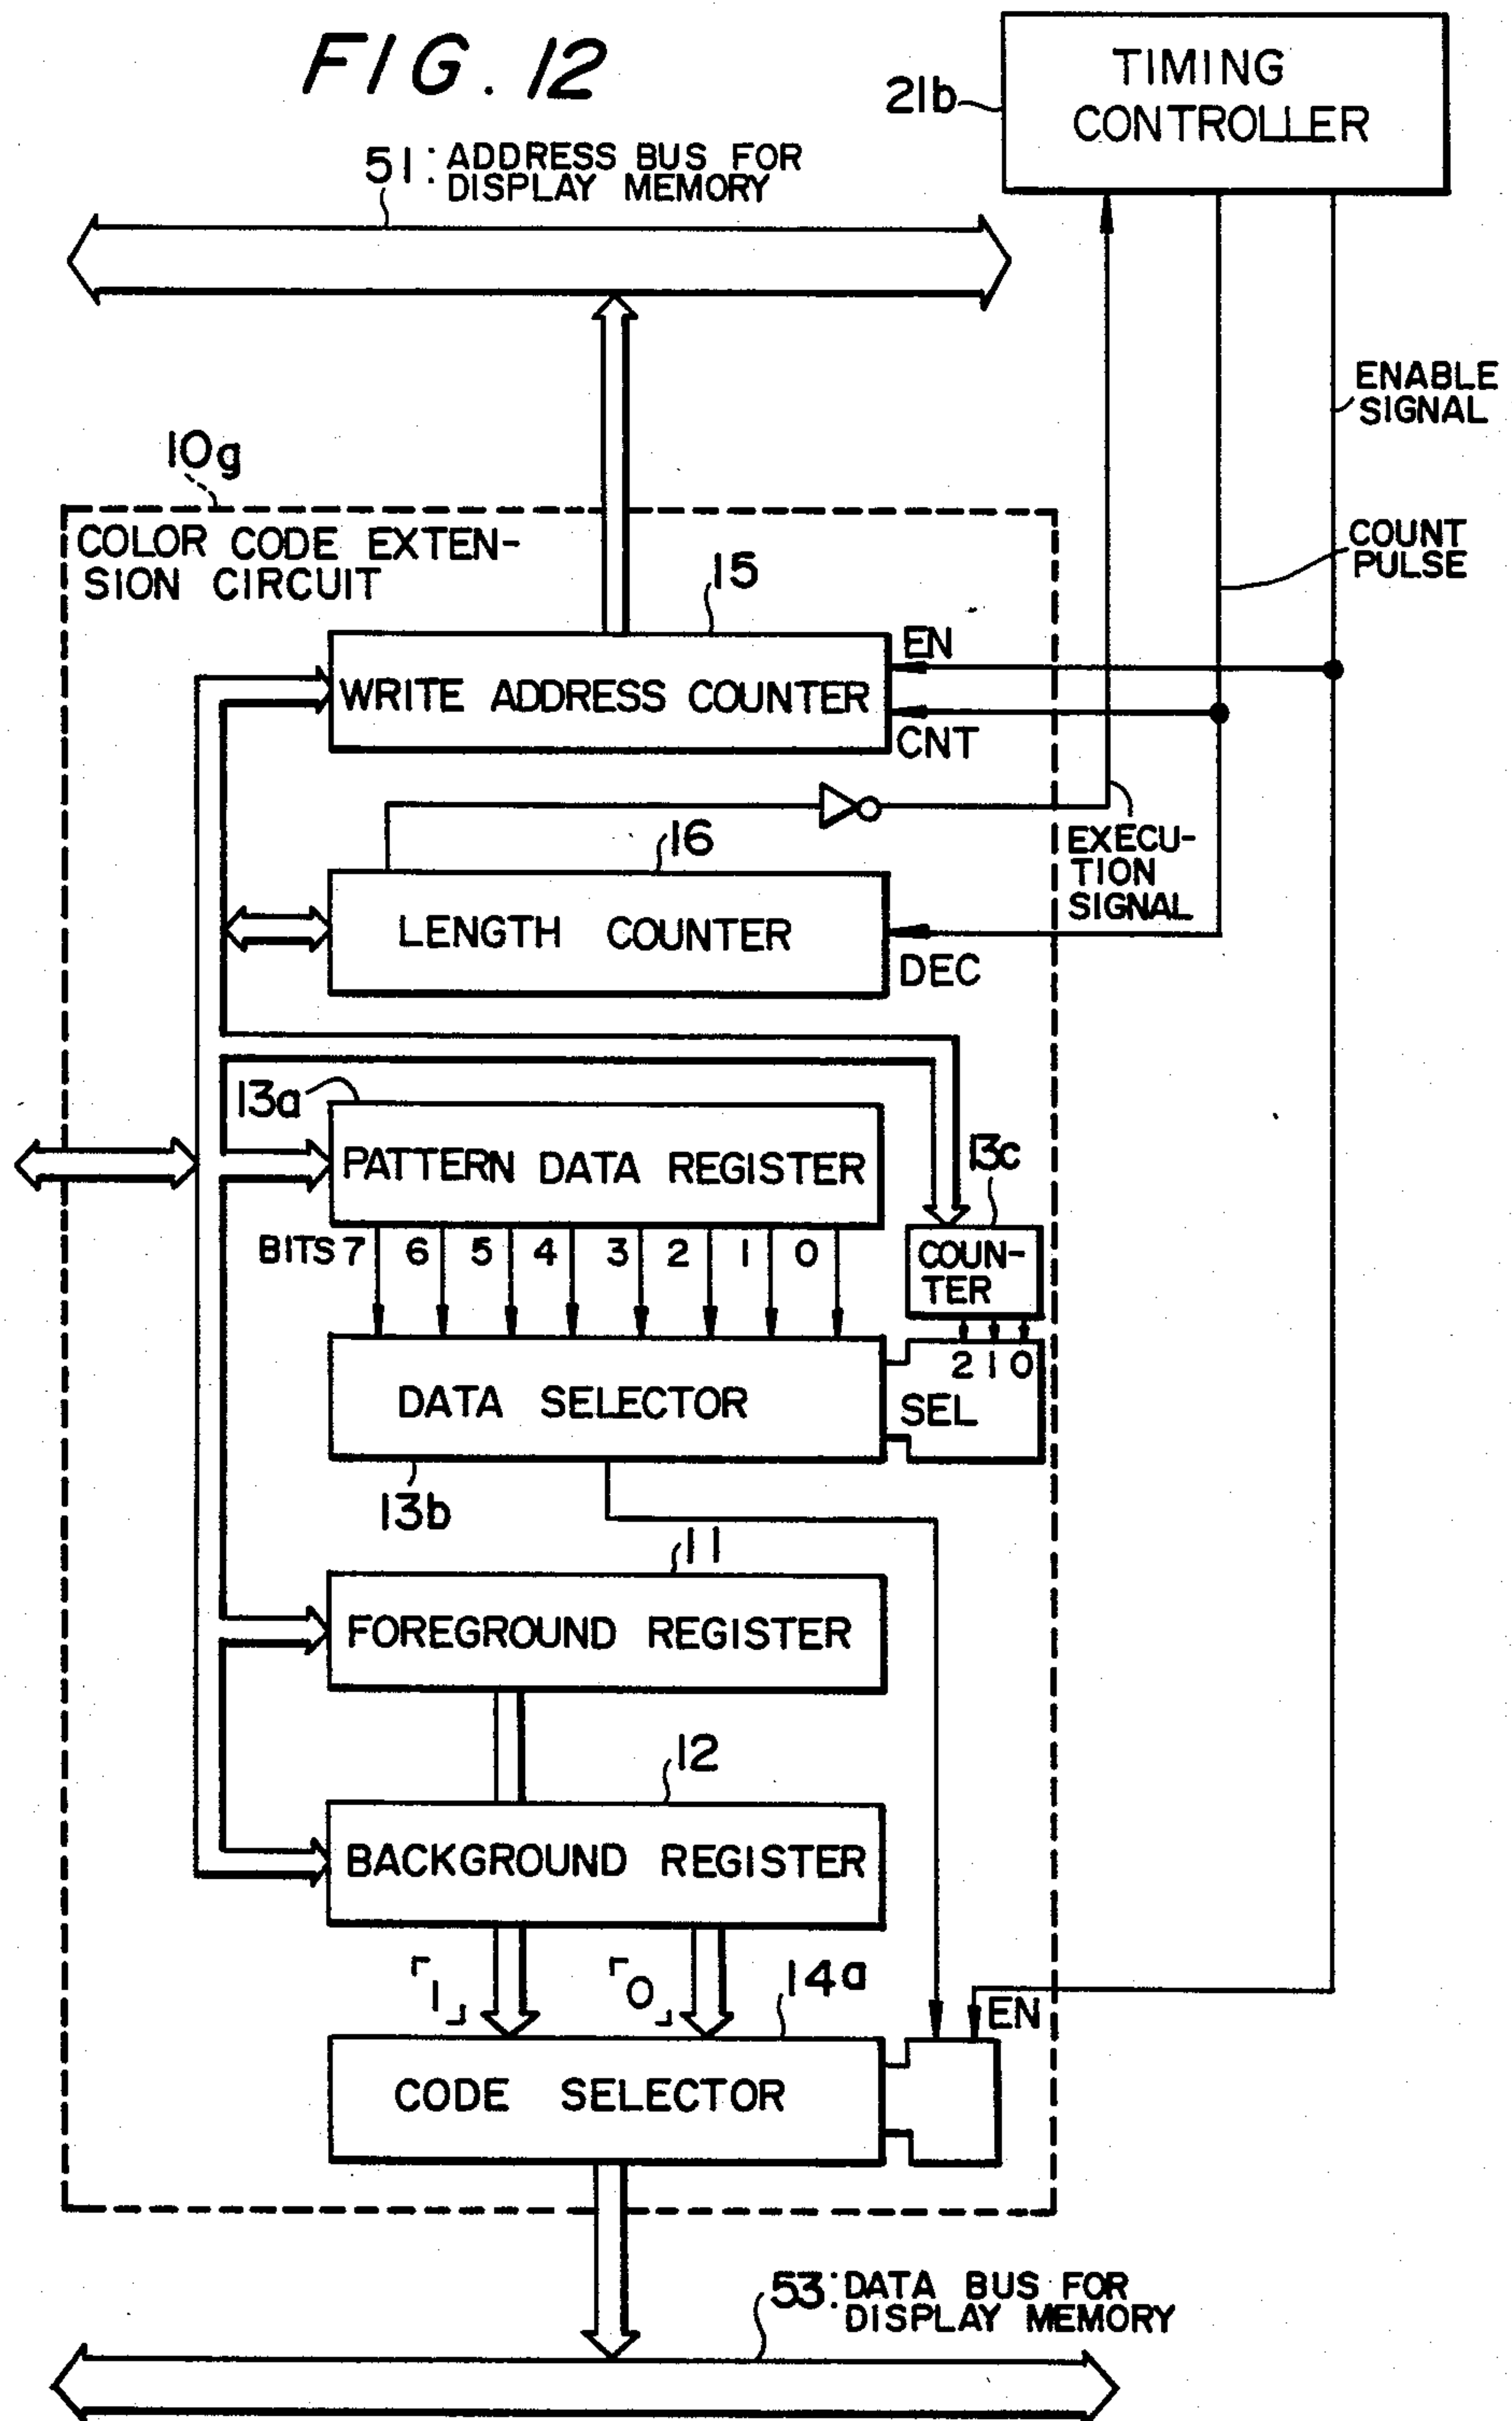 FIG. 12
TIMING
CONTROLLER
21b
51: ADDRESS BUS FOR
DISPLAY MEMORY
ENABLE
SIGNAL
10g
COLOR CODE EXTEN-
SION CIRCUIT
COUNT
PULSE
15
EN
WRITE ADDRESS COUNTER
CNT
16
EXECU-
TION
SIGNAL
LENGTH COUNTER
DEC
13a
PATTERN DATA REGISTER
13c
BITS 7 6 5 4 3 2 1 0
COUN-
TER
2 1 0
DATA SELECTOR
SEL
13b
11
FOREGROUND REGISTER
12
BACKGROUND REGISTER
「1」 「0」
14a
EN
CODE SELECTOR
53: DATA BUS FOR
DISPLAY MEMORY